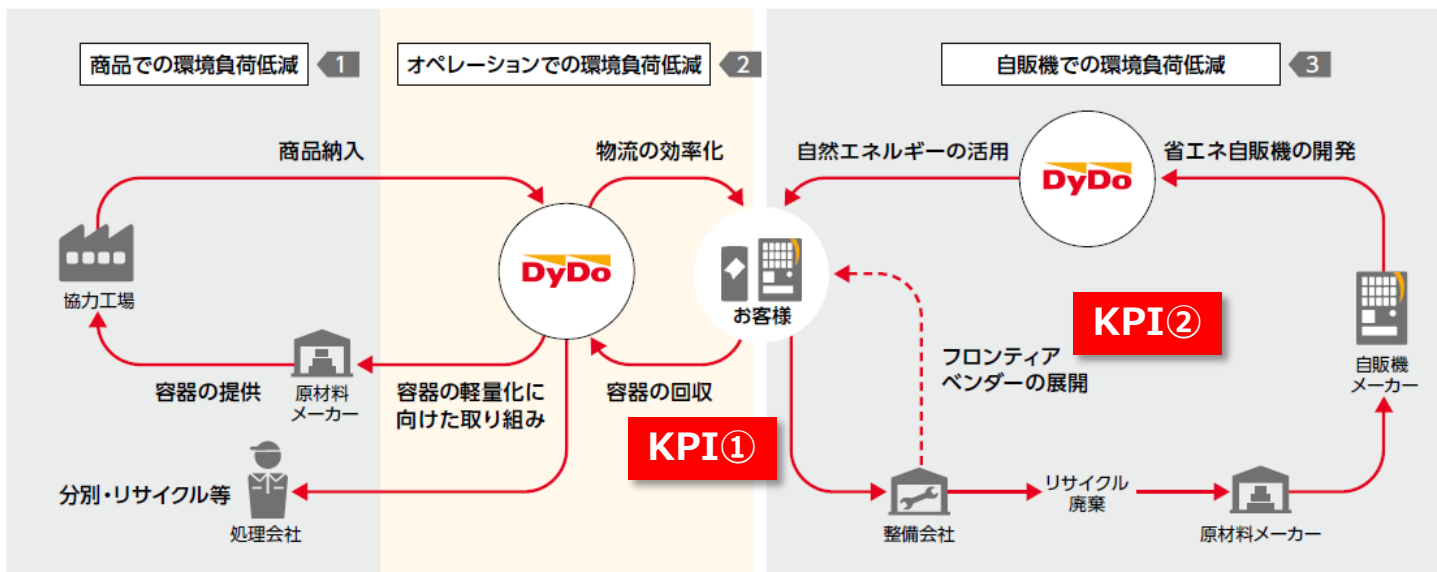 商品での環境負荷低減
1
オペレーションでの環境負荷低減
2
自販機での環境負荷低減
3
商品納入
物流の効率化
自然エネルギーの活用
DyDo
省エネ自販機の開発
協力工場
DyDo
お客様
KPI②
容器の提供
原材料
メーカー
容器の軽量化に
向けた取り組み
容器の回収
KPI①
フロンティア
ベンダーの展開
自販機
メーカー
分別・リサイクル等
処理会社
整備会社
リサイクル
廃棄
原材料メーカー